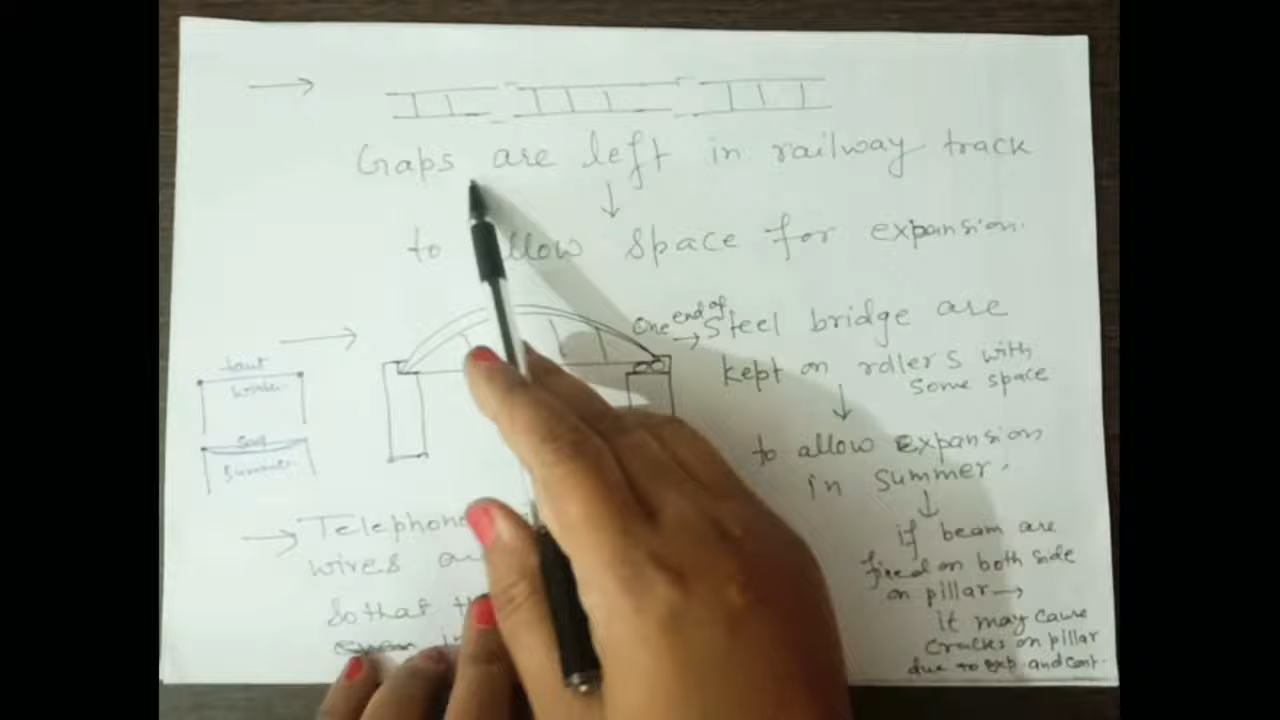 Gaps are left in railway track
to allow space for expansion.
One end of
Steel bridge are
kept on rollers with
some space
to allow Expansion
in summer.
if beam are
fixed on both side
on pillar
it may cause
cracks on pillar
due to exp. and cont.
taut
winter
sag
summer
Telephone
wires
So that